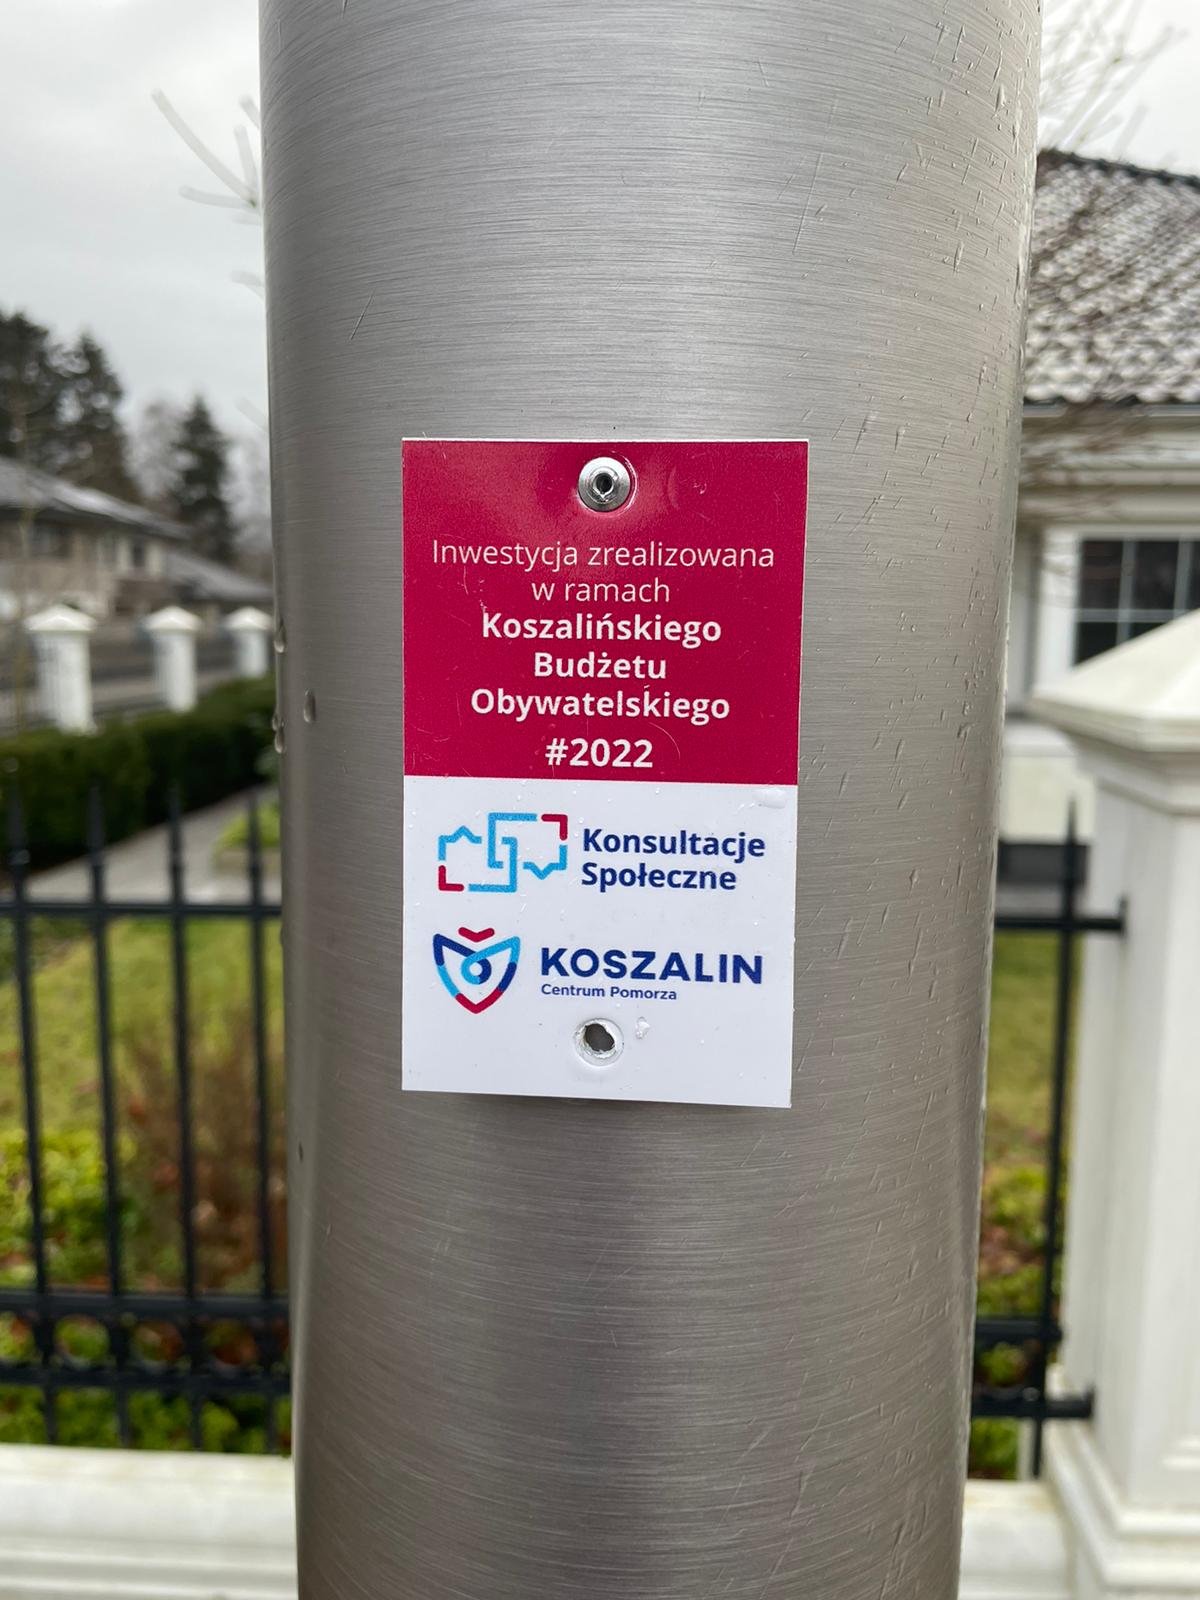 Inwestycja zrealizowana
w ramach
Koszalińskiego
Budżetu
Obywatelskiego
#2022
Konsultacje
Społeczne
KOSZALIN
Centrum Pomorza